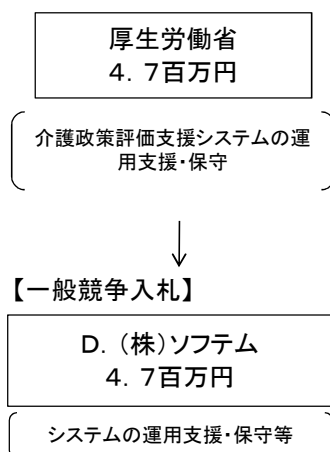 厚生労働省
４．７百万円
介護政策評価支援システムの運
用支援・保守
【一般競争入札】
D．（株）ソフテム
４．７百万円
システムの運用支援・保守等